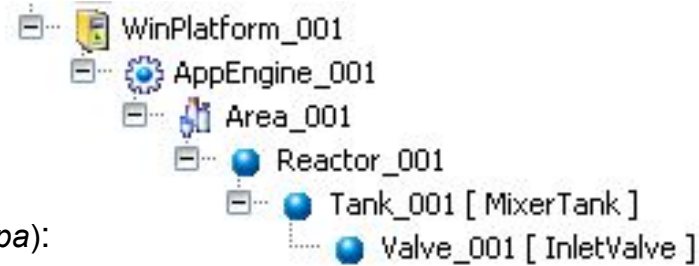 WinPlatform_001
AppEngine_001
Area_001
Reactor_001
Tank_001 [ MixerTank ]
pa):
Valve_001 [ InletValve ]